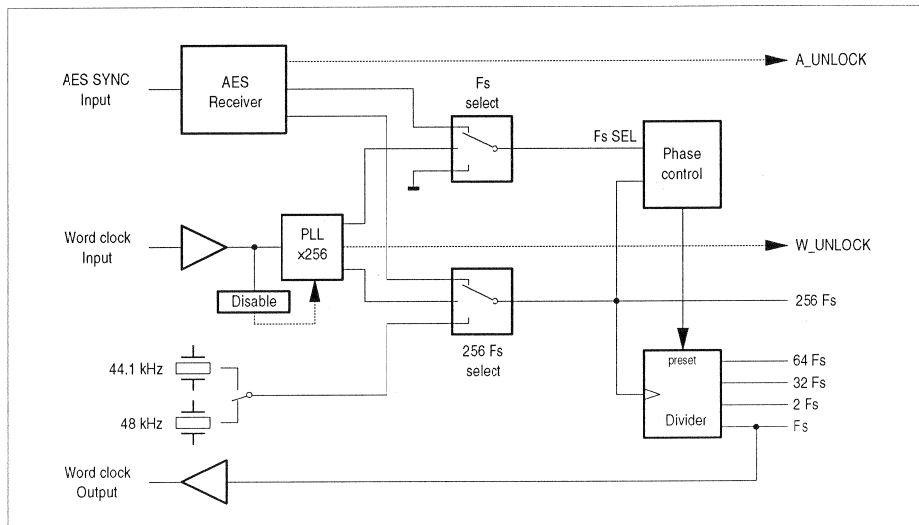 A_UNLOCK
AES SYNC
Input
AES
Receiver
Fs
select
Fs SEL
Phase
control
Word clock
Input
PLL
x256
W_UNLOCK
Disable
256 Fs
256 Fs
select
44.1 kHz
48 kHz
preset
Divider
64 Fs
32 Fs
2 Fs
Fs
Word clock
Output